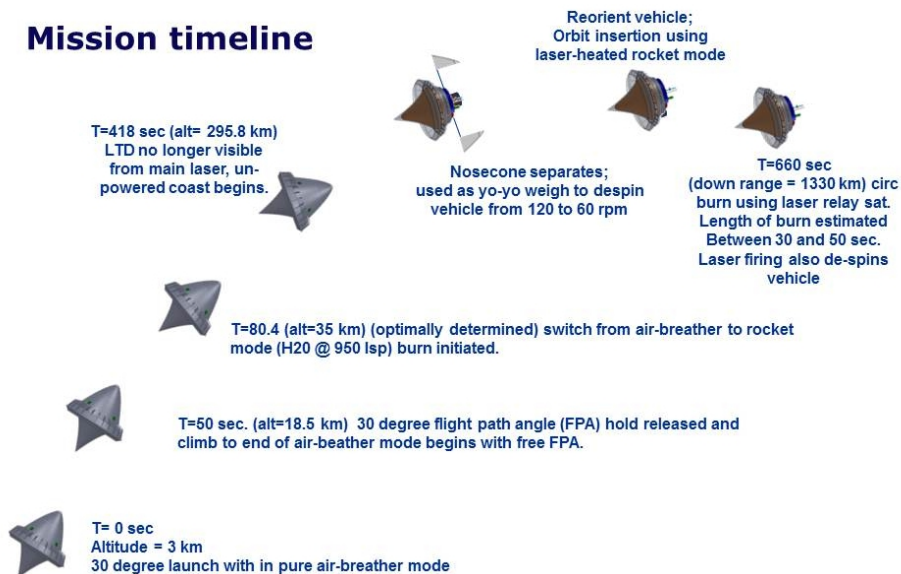 Mission timeline
T=418 sec (alt= 295.8 km)
LTD no longer visible
from main laser, un-
powered coast begins.
Nosecone separates;
used as yo-yo weigh to despin
vehicle from 120 to 60 rpm
Reorient vehicle;
Orbit insertion using
laser-heated rocket mode
T=660 sec
(down range = 1330 km) circ
burn using laser relay sat.
Length of burn estimated
Between 30 and 50 sec.
Laser firing also de-spins
vehicle
T=80.4 (alt=35 km) (optimally determined) switch from air-breather to rocket
mode (H20 @ 950 Isp) burn initiated.
T=50 sec. (alt=18.5 km) 30 degree flight path angle (FPA) hold released and
climb to end of air-beather mode begins with free FPA.
T= 0 sec
Altitude = 3 km
30 degree launch with in pure air-breather mode